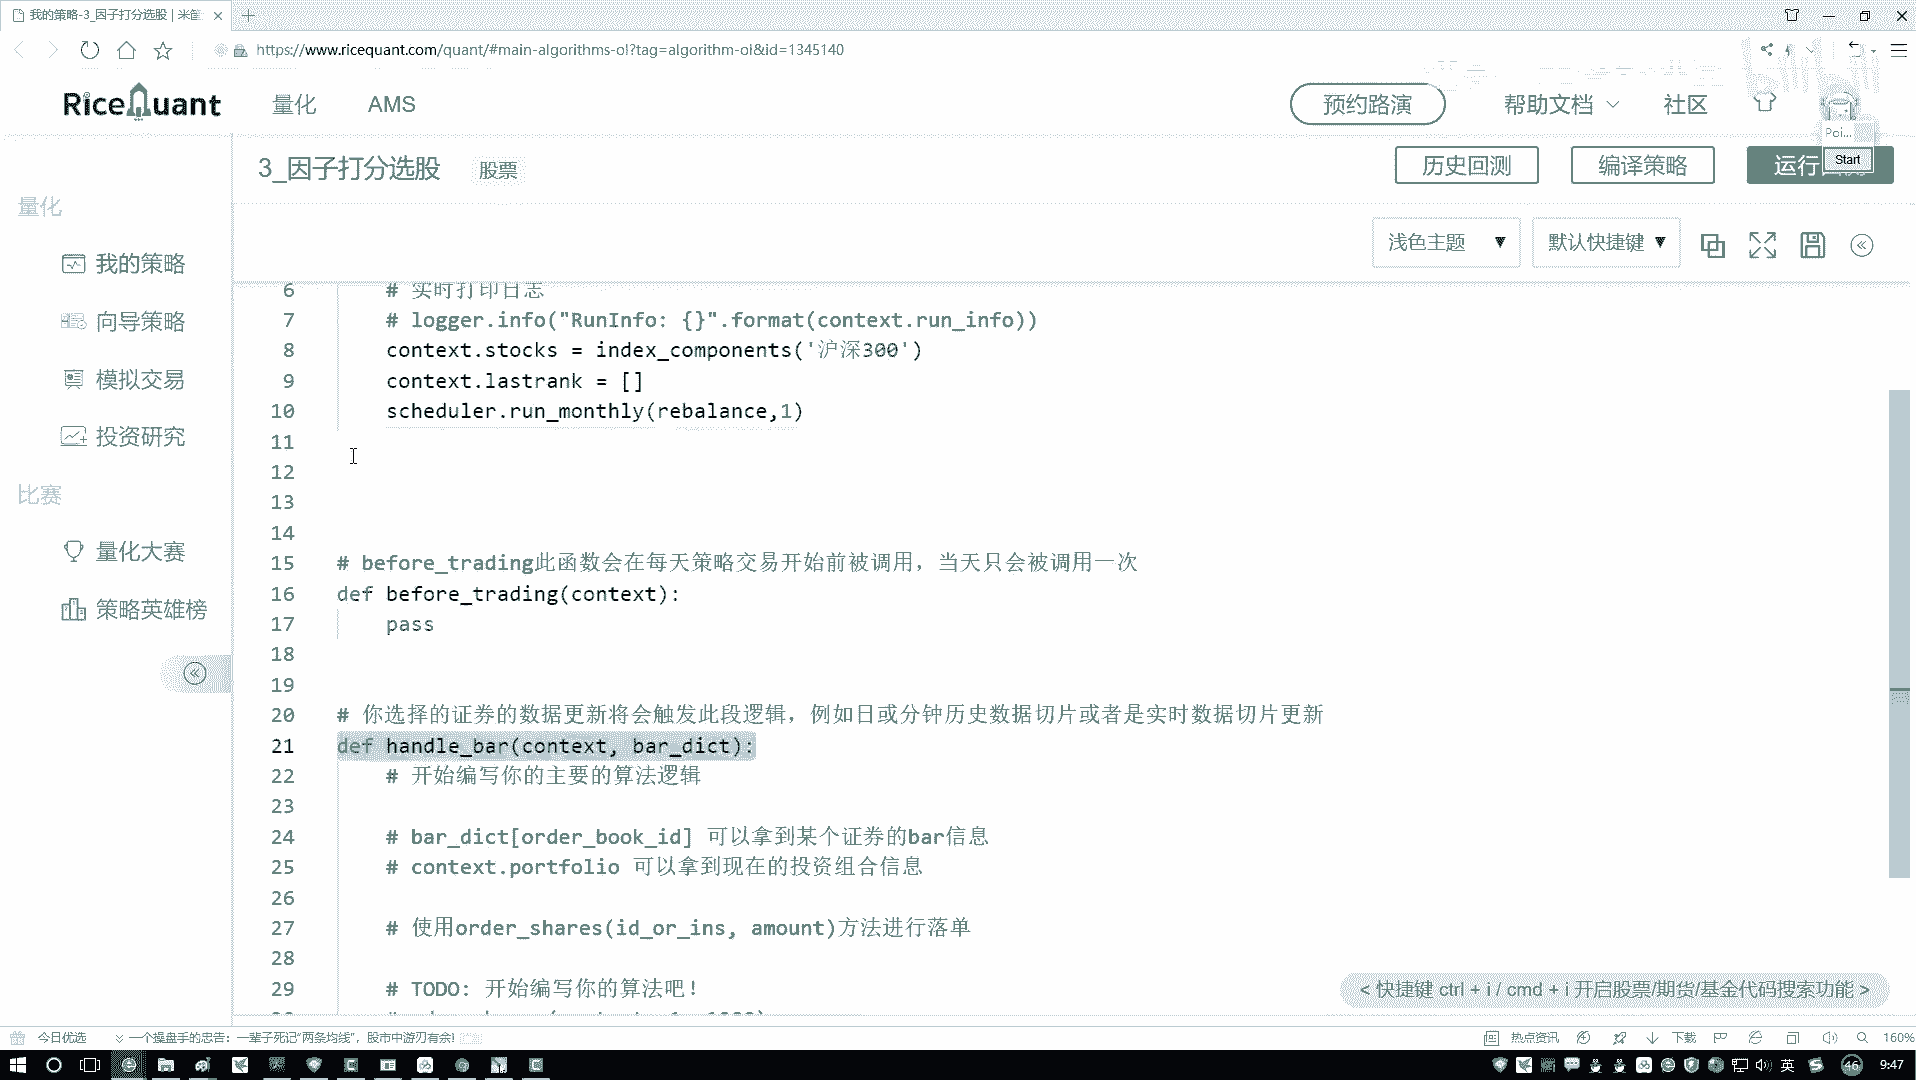 我的策略-3_因子打分选股 | 米筐
https://www.ricequant.com/quant/#main-algorithms-ol?tag=algorithm-ol&id=1345140
RiceQuant
量化
AMS
预约路演
帮助文档
社区
Poi...
Start
3_因子打分选股
股票
历史回测
编译策略
运行
量化
我的策略
向导策略
模拟交易
投资研究
比赛
量化大赛
策略英雄榜
浅色主题
默认快捷键
6 # 实时打印日志
7 # logger.info("RunInfo: {}".format(context.run_info))
8 context.stocks = index_components('沪深300')
9 context.lastrank = []
10 scheduler.run_monthly(rebalance,1)
11
12
13
14
15 # before_trading此函数会在每天策略交易开始前被调用，当天只会被调用一次
16 def before_trading(context):
17 pass
18
19
20 # 你选择的证券的数据更新将会触发此段逻辑，例如日或分钟历史数据切片或者是实时数据切片更新
21 def handle_bar(context, bar_dict):
22 # 开始编写你的主要的算法逻辑
23
24 # bar_dict[order_book_id] 可以拿到某个证券的bar信息
25 # context.portfolio 可以拿到现在的投资组合信息
26
27 # 使用order_shares(id_or_ins, amount)方法进行落单
28
29 # TODO: 开始编写你的算法吧！
< 快捷键 ctrl + i / cmd + i 开启股票/期货/基金代码搜索功能 >
今日优选
一个操盘手的忠告：一辈子死记"两条均线"，股市中游刃有余!
热点资讯
下载
160%
英
46
9:47